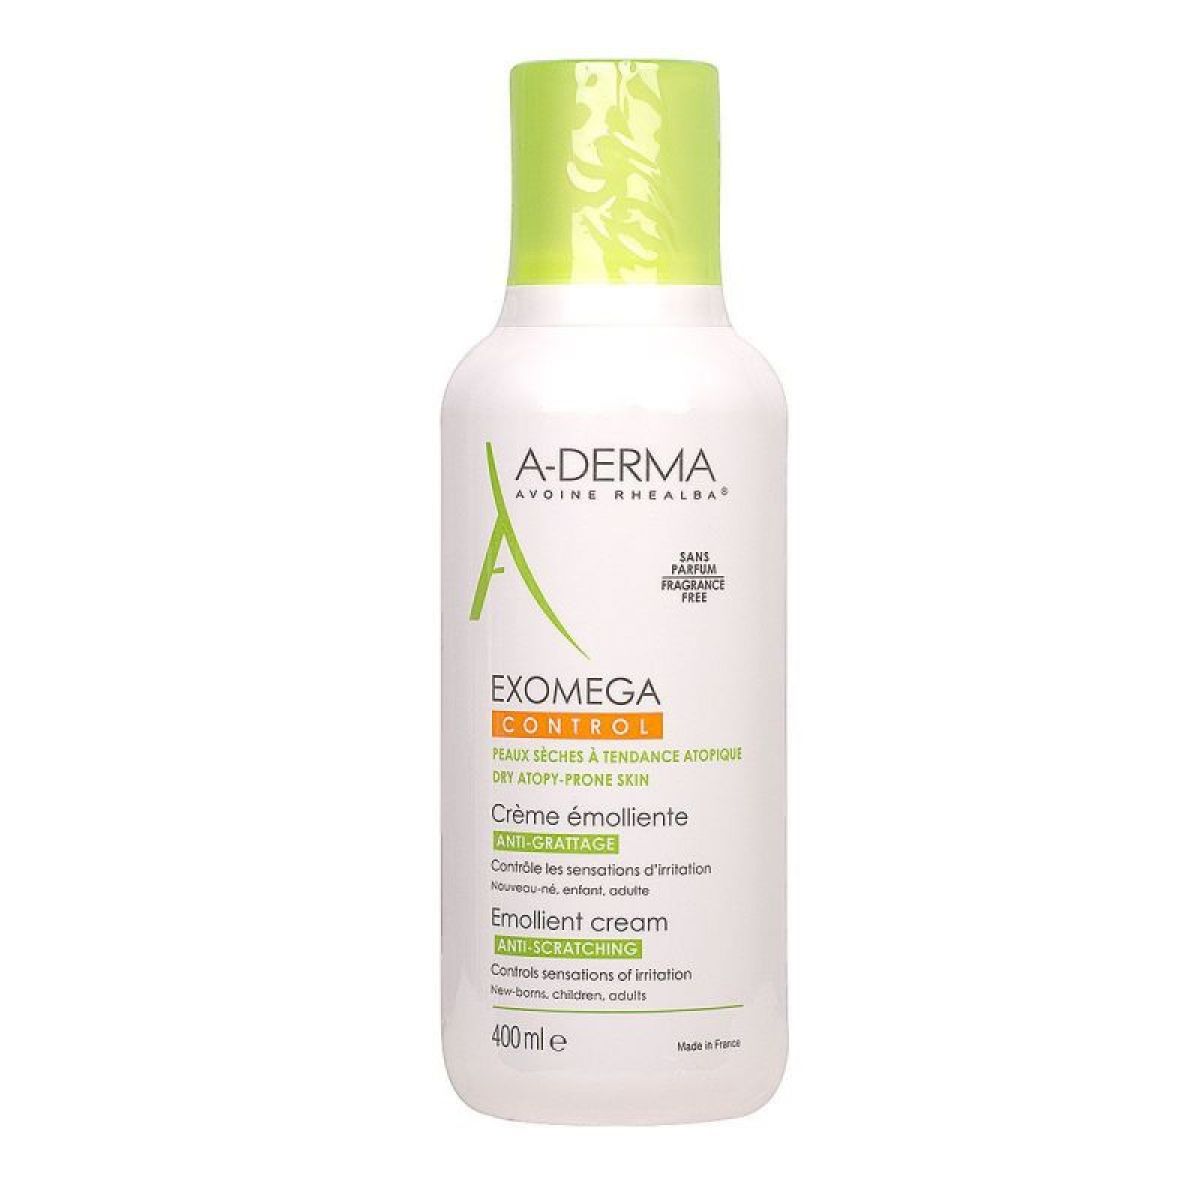 A-DERMA
AVOINE RHEALBA®
SANS
PARFUM
FRAGRANCE
FREE
EXOMEGA
CONTROL
PEAUX SÈCHES À TENDANCE ATOPIQUE
DRY ATOPY-PRONE SKIN
Crème émolliente
ANTI-GRATTAGE
Contrôle les sensations d'irritation
Nouveau-né, enfant, adulte
Emollient cream
ANTI-SCRATCHING
Controls sensations of irritation
New-borns, children, adults
400 ml ℮
Made in France